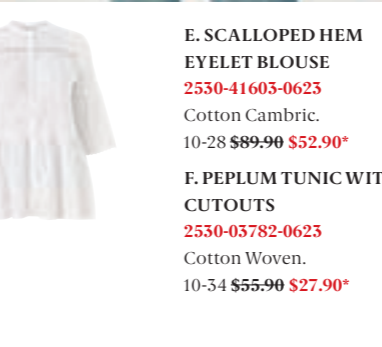 E. SCALLOPED HEM
EYELET BLOUSE
2530-41603-0623
Cotton Cambric.
10-28 $89.90 $52.90*
F. PEPLUM TUNIC WIT
CUTOUTS
2530-03782-0623
Cotton Woven.
10-34 $55.90 $27.90*